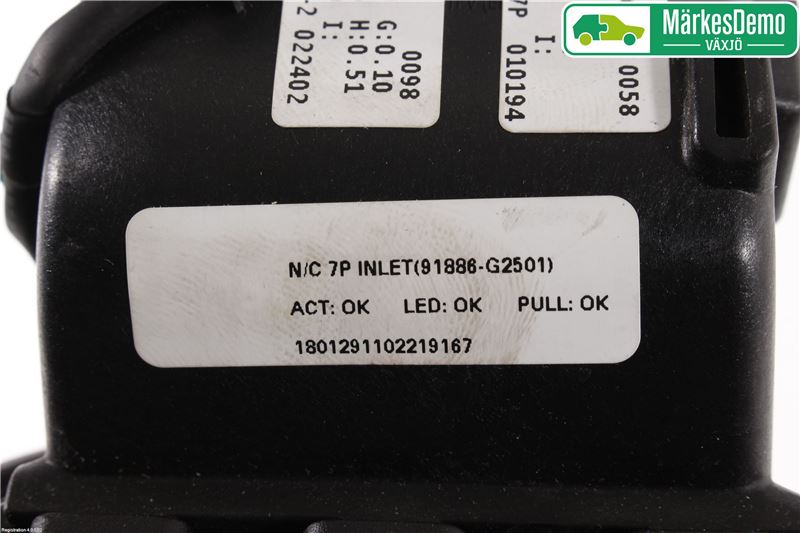 MärkesDemo
VÄXJÖ
0098
G:0.10
H:0.51
I:
-2 022402
0058
I:
7P 010194
N/C 7P INLET(91886-G2501)
ACT: OK LED: OK PULL: OK
1801291102219167